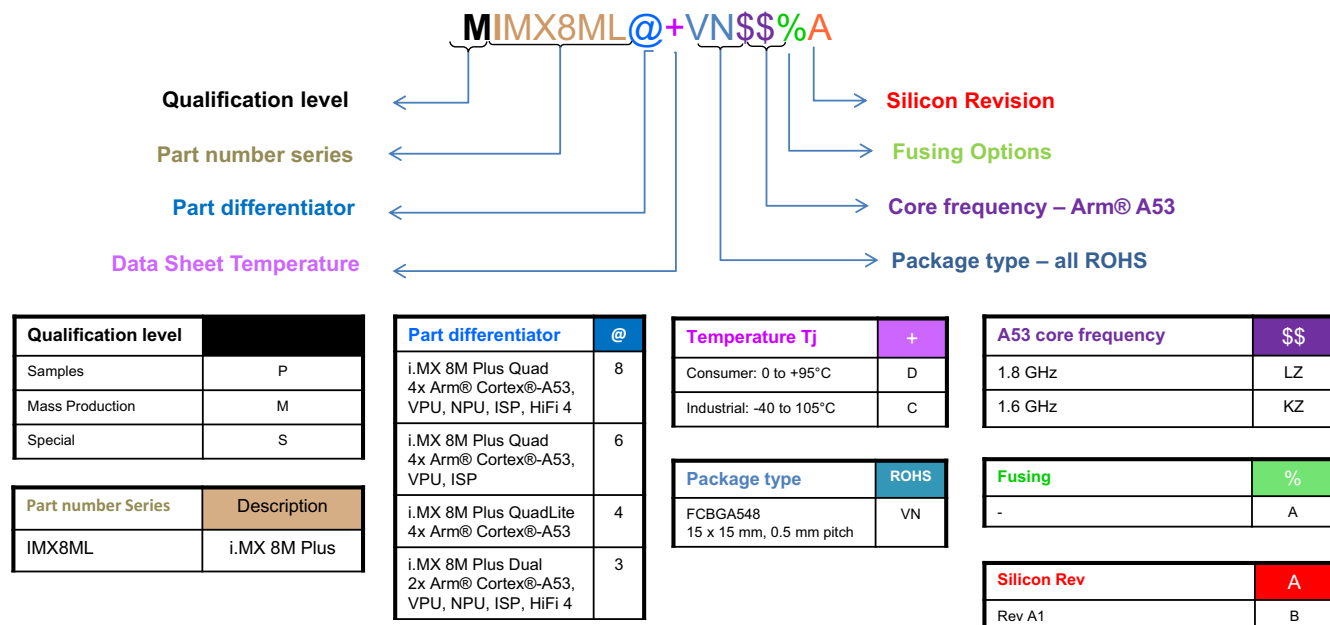 MIMX8ML@+VN$$%A
Qualification level
Silicon Revision
Part number series
Fusing Options
Part differentiator
Core frequency – Arm® A53
Data Sheet Temperature
Package type – all ROHS
Qualification level
Samples P
Mass Production M
Special S
Part number Series Description
IMX8ML i.MX 8M Plus
Part differentiator @
i.MX 8M Plus Quad 8
4x Arm® Cortex®-A53,
VPU, NPU, ISP, HiFi 4
i.MX 8M Plus Quad 6
4x Arm® Cortex®-A53,
VPU, ISP
i.MX 8M Plus QuadLite 4
4x Arm® Cortex®-A53
i.MX 8M Plus Dual 3
2x Arm® Cortex®-A53,
VPU, NPU, ISP, HiFi 4
Temperature Tj +
Consumer: 0 to +95°C D
Industrial: -40 to 105°C C
Package type ROHS
FCBGA548 VN
15 x 15 mm, 0.5 mm pitch
A53 core frequency $$
1.8 GHz LZ
1.6 GHz KZ
Fusing %
- A
Silicon Rev A
Rev A1 B